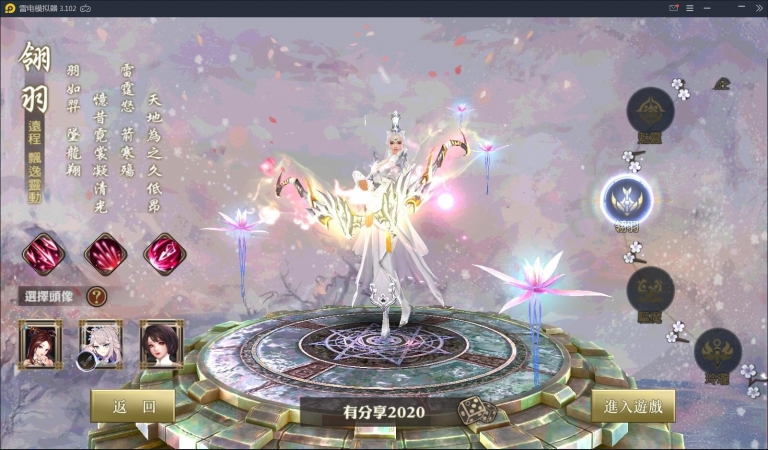 雷电模拟器 3.102
翎羽
遠程 飄逸靈動
天地為之久低昂
雷霆怒 箭寒殤
憶昔霓裳凝清光
羽如羿 墜龍翔
選擇頭像 ?
翎羽
返回
有分享2020
進入遊戲